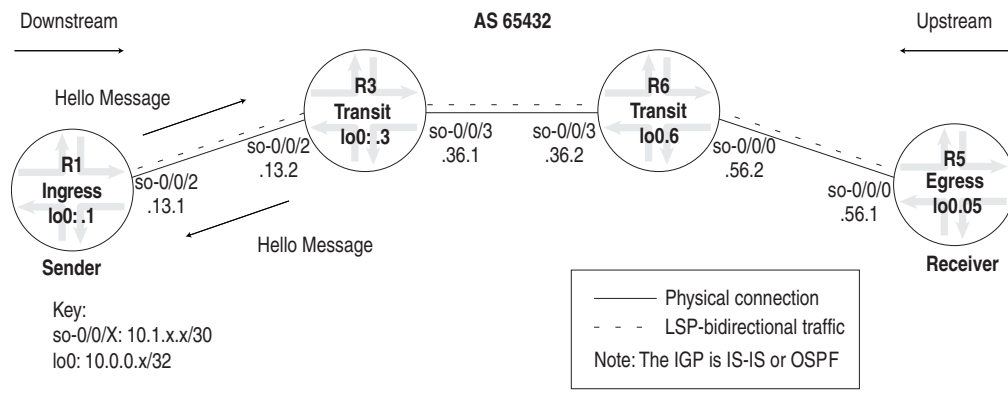 Downstream
AS 65432
Upstream
Hello Message
R3
Transit
lo0: .3
R6
Transit
lo0.6
R1
Ingress
lo0: .1
so-0/0/2
.13.1
so-0/0/2
.13.2
so-0/0/3
.36.1
so-0/0/3
.36.2
so-0/0/0
.56.2
so-0/0/0
.56.1
R5
Egress
lo0.05
Hello Message
Sender
Receiver
Key:
so-0/0/X: 10.1.x.x/30
lo0: 10.0.0.x/32
Physical connection
LSP-bidirectional traffic
Note: The IGP is IS-IS or OSPF